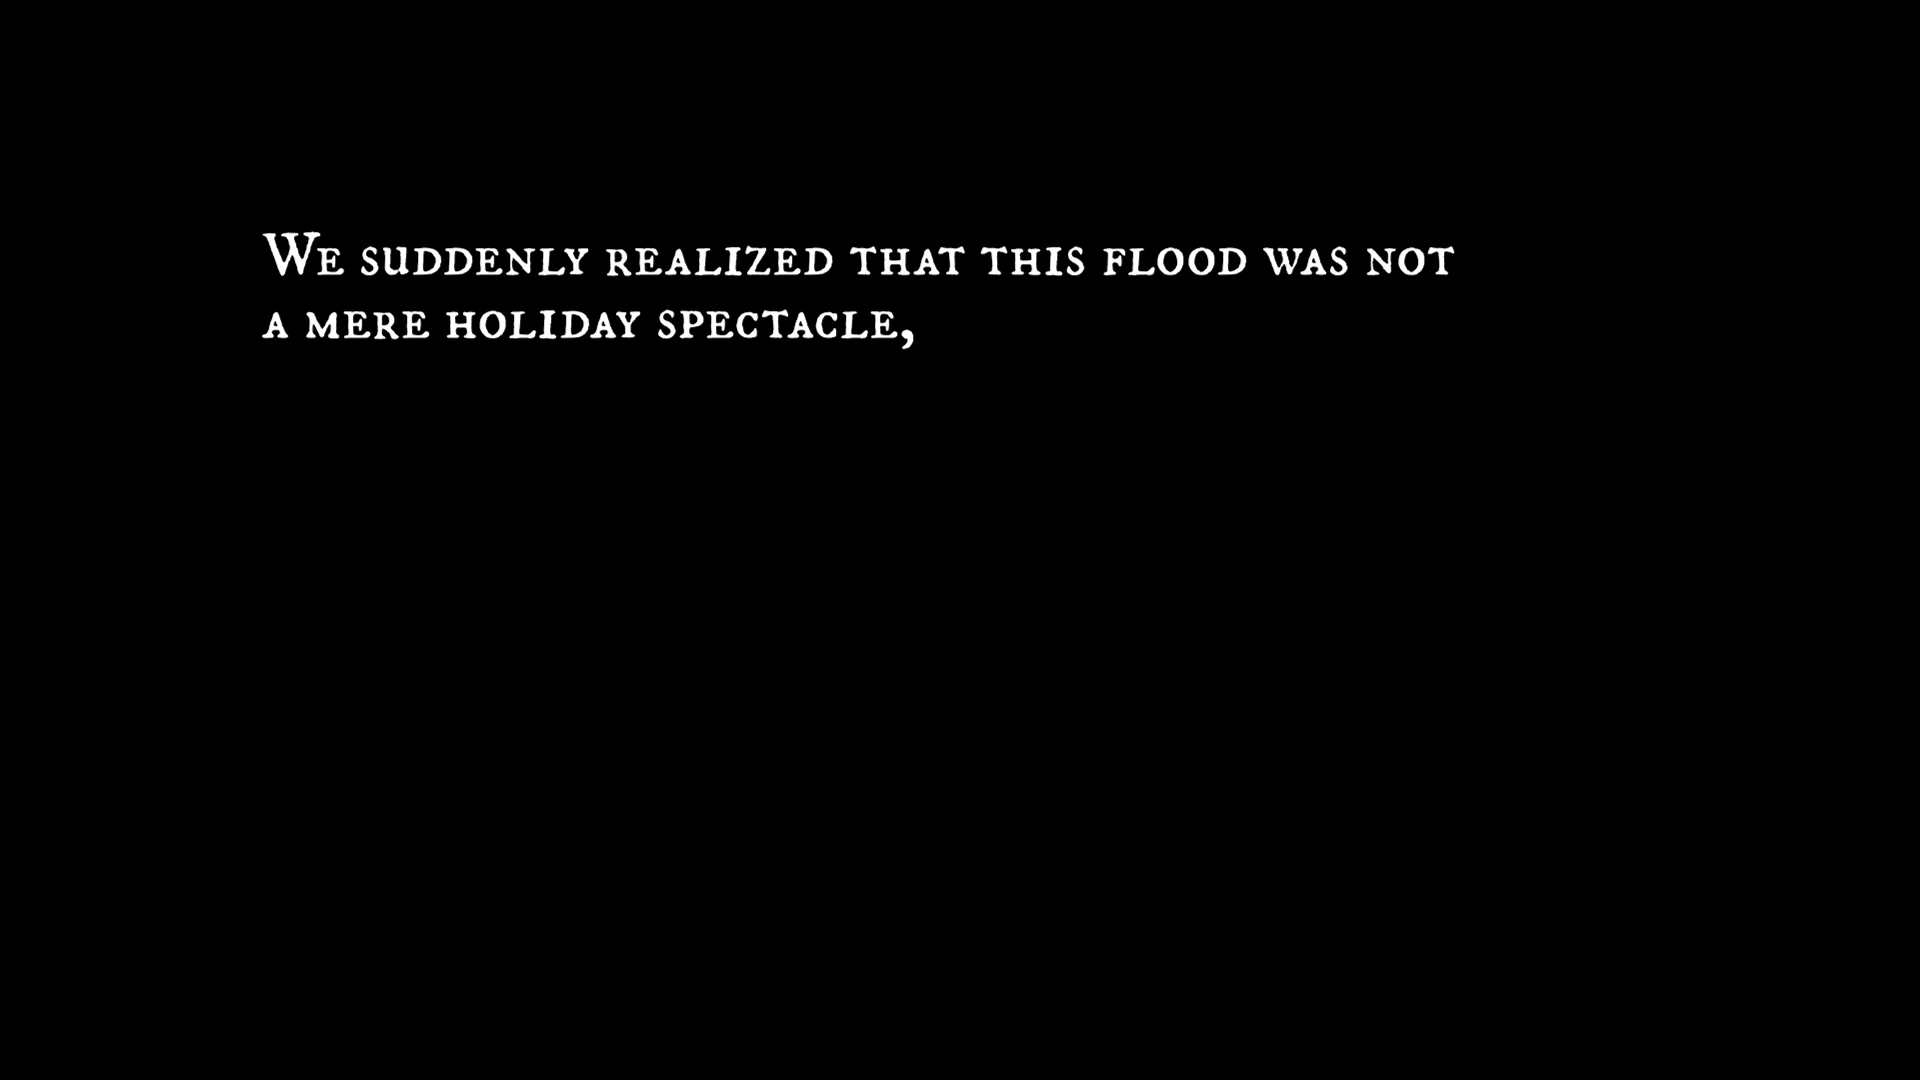 We suddenly realized that this flood was not
a mere holiday spectacle,